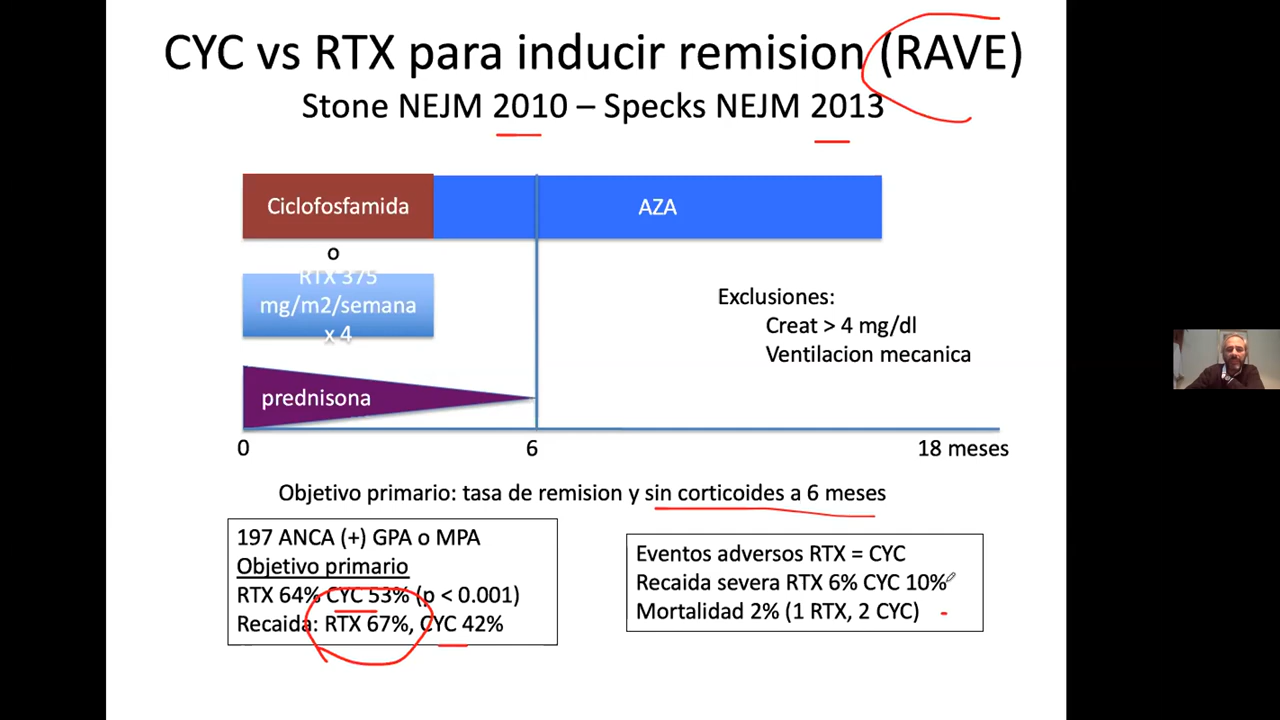 CYC vs RTX para inducir remision (RAVE)
Stone NEJM 2010 – Specks NEJM 2013
Ciclofosfamida
AZA
o
RTX 375
mg/m2/semana
x 4
Exclusiones:
Creat > 4 mg/dl
Ventilacion mecanica
prednisona
0
6
18 meses
Objetivo primario: tasa de remision y sin corticoides a 6 meses
197 ANCA (+) GPA o MPA
Objetivo primario
RTX 64% CYC 53% (p < 0.001)
Recaida: RTX 67%, CYC 42%
Eventos adversos RTX = CYC
Recaida severa RTX 6% CYC 10%
Mortalidad 2% (1 RTX, 2 CYC)